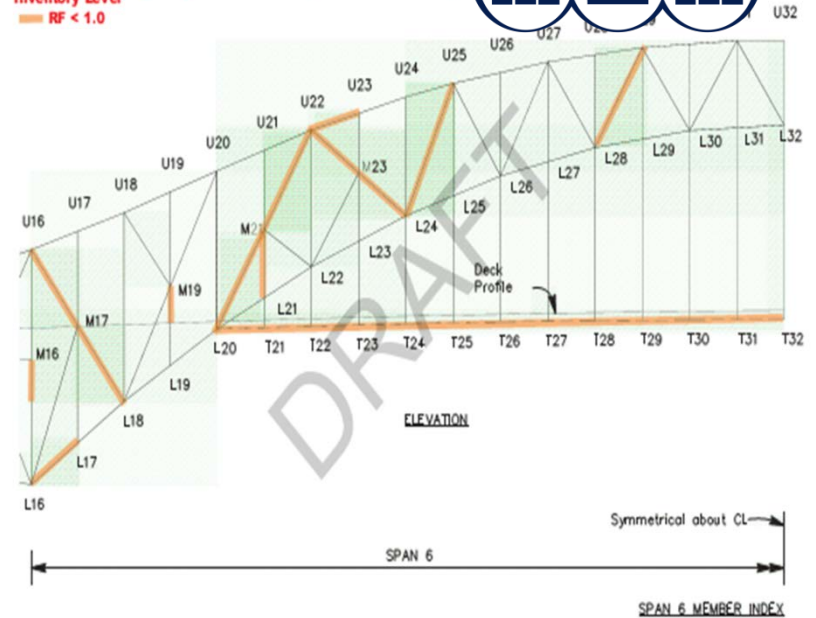 RF < 1.0
U32
U27
U26
U25
U24
U23
U22
U21
U20
U19
U18
U17
U16
M23
M21
M19
M17
M16
L32
L31
L30
L29
L28
L27
L26
L25
L24
L23
L22
L21
Deck
Profile
L20 T21 T22 T23 T24 T25 T26 T27 T28 T29 T30 T31 T32
L19
L18
L17
L16
DRAFT
ELEVATION
Symmetrical about CL
SPAN 6
SPAN 6 MEMBER INDEX